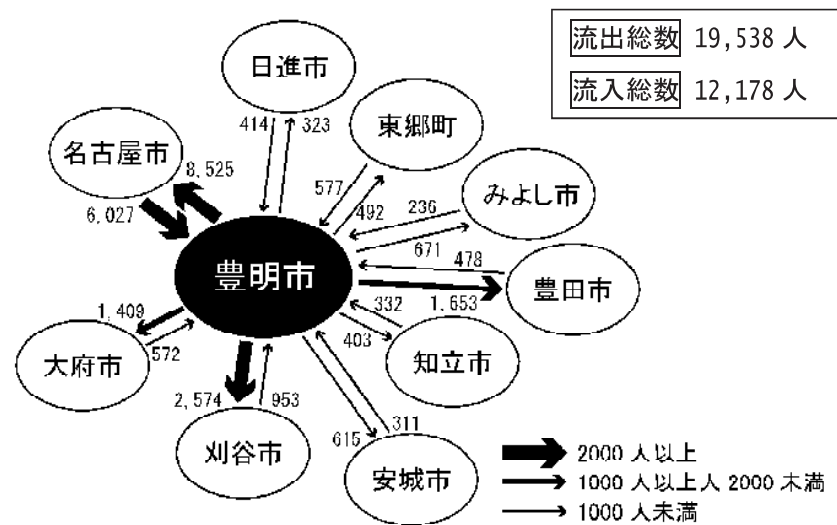 流出総数 19,538 人
流入総数 12,178 人
日進市
414
323
東郷町
577
492
名古屋市
8,525
6,027
みよし市
236
671
豊明市
478
豊田市
1,653
332
403
知立市
1,409
572
大府市
2,574
953
刈谷市
615
311
安城市
2000 人以上
1000 人以上人 2000 未満
1000 人未満